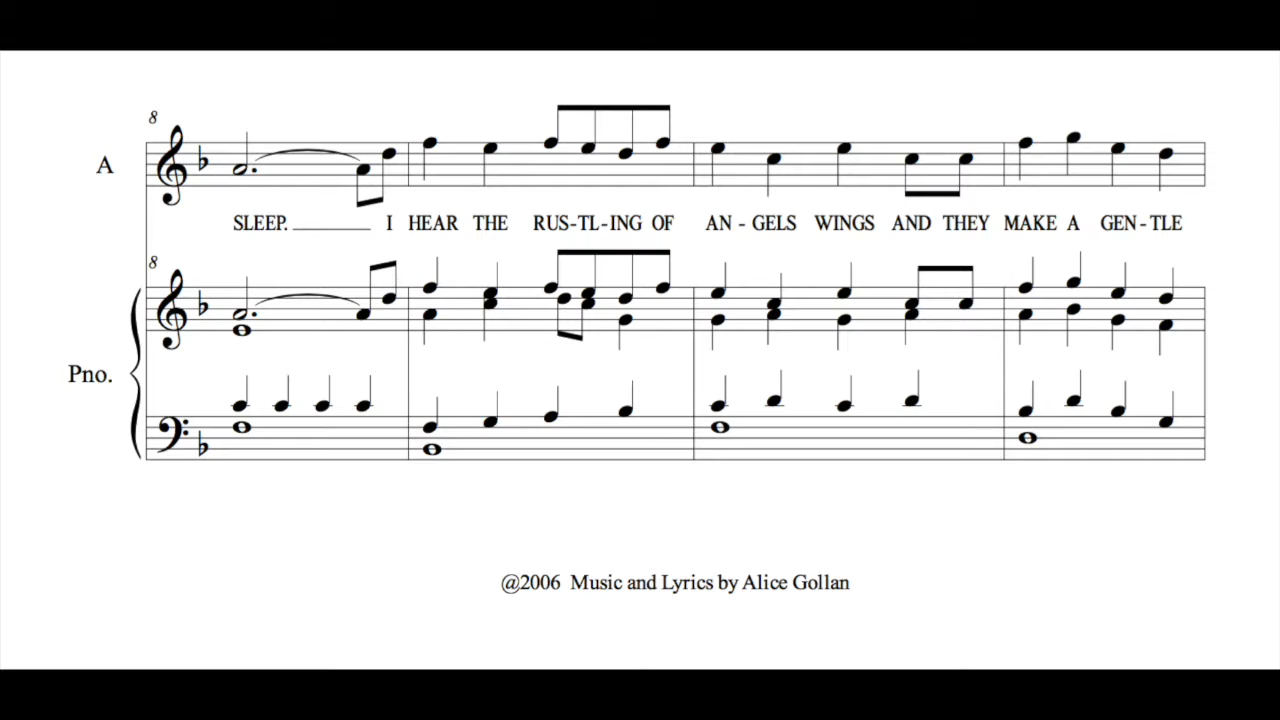 8
A
SLEEP. I HEAR THE RUS-TL-ING OF AN - GELS WINGS AND THEY MAKE A GEN-TLE
8
Pno.
@2006 Music and Lyrics by Alice Gollan